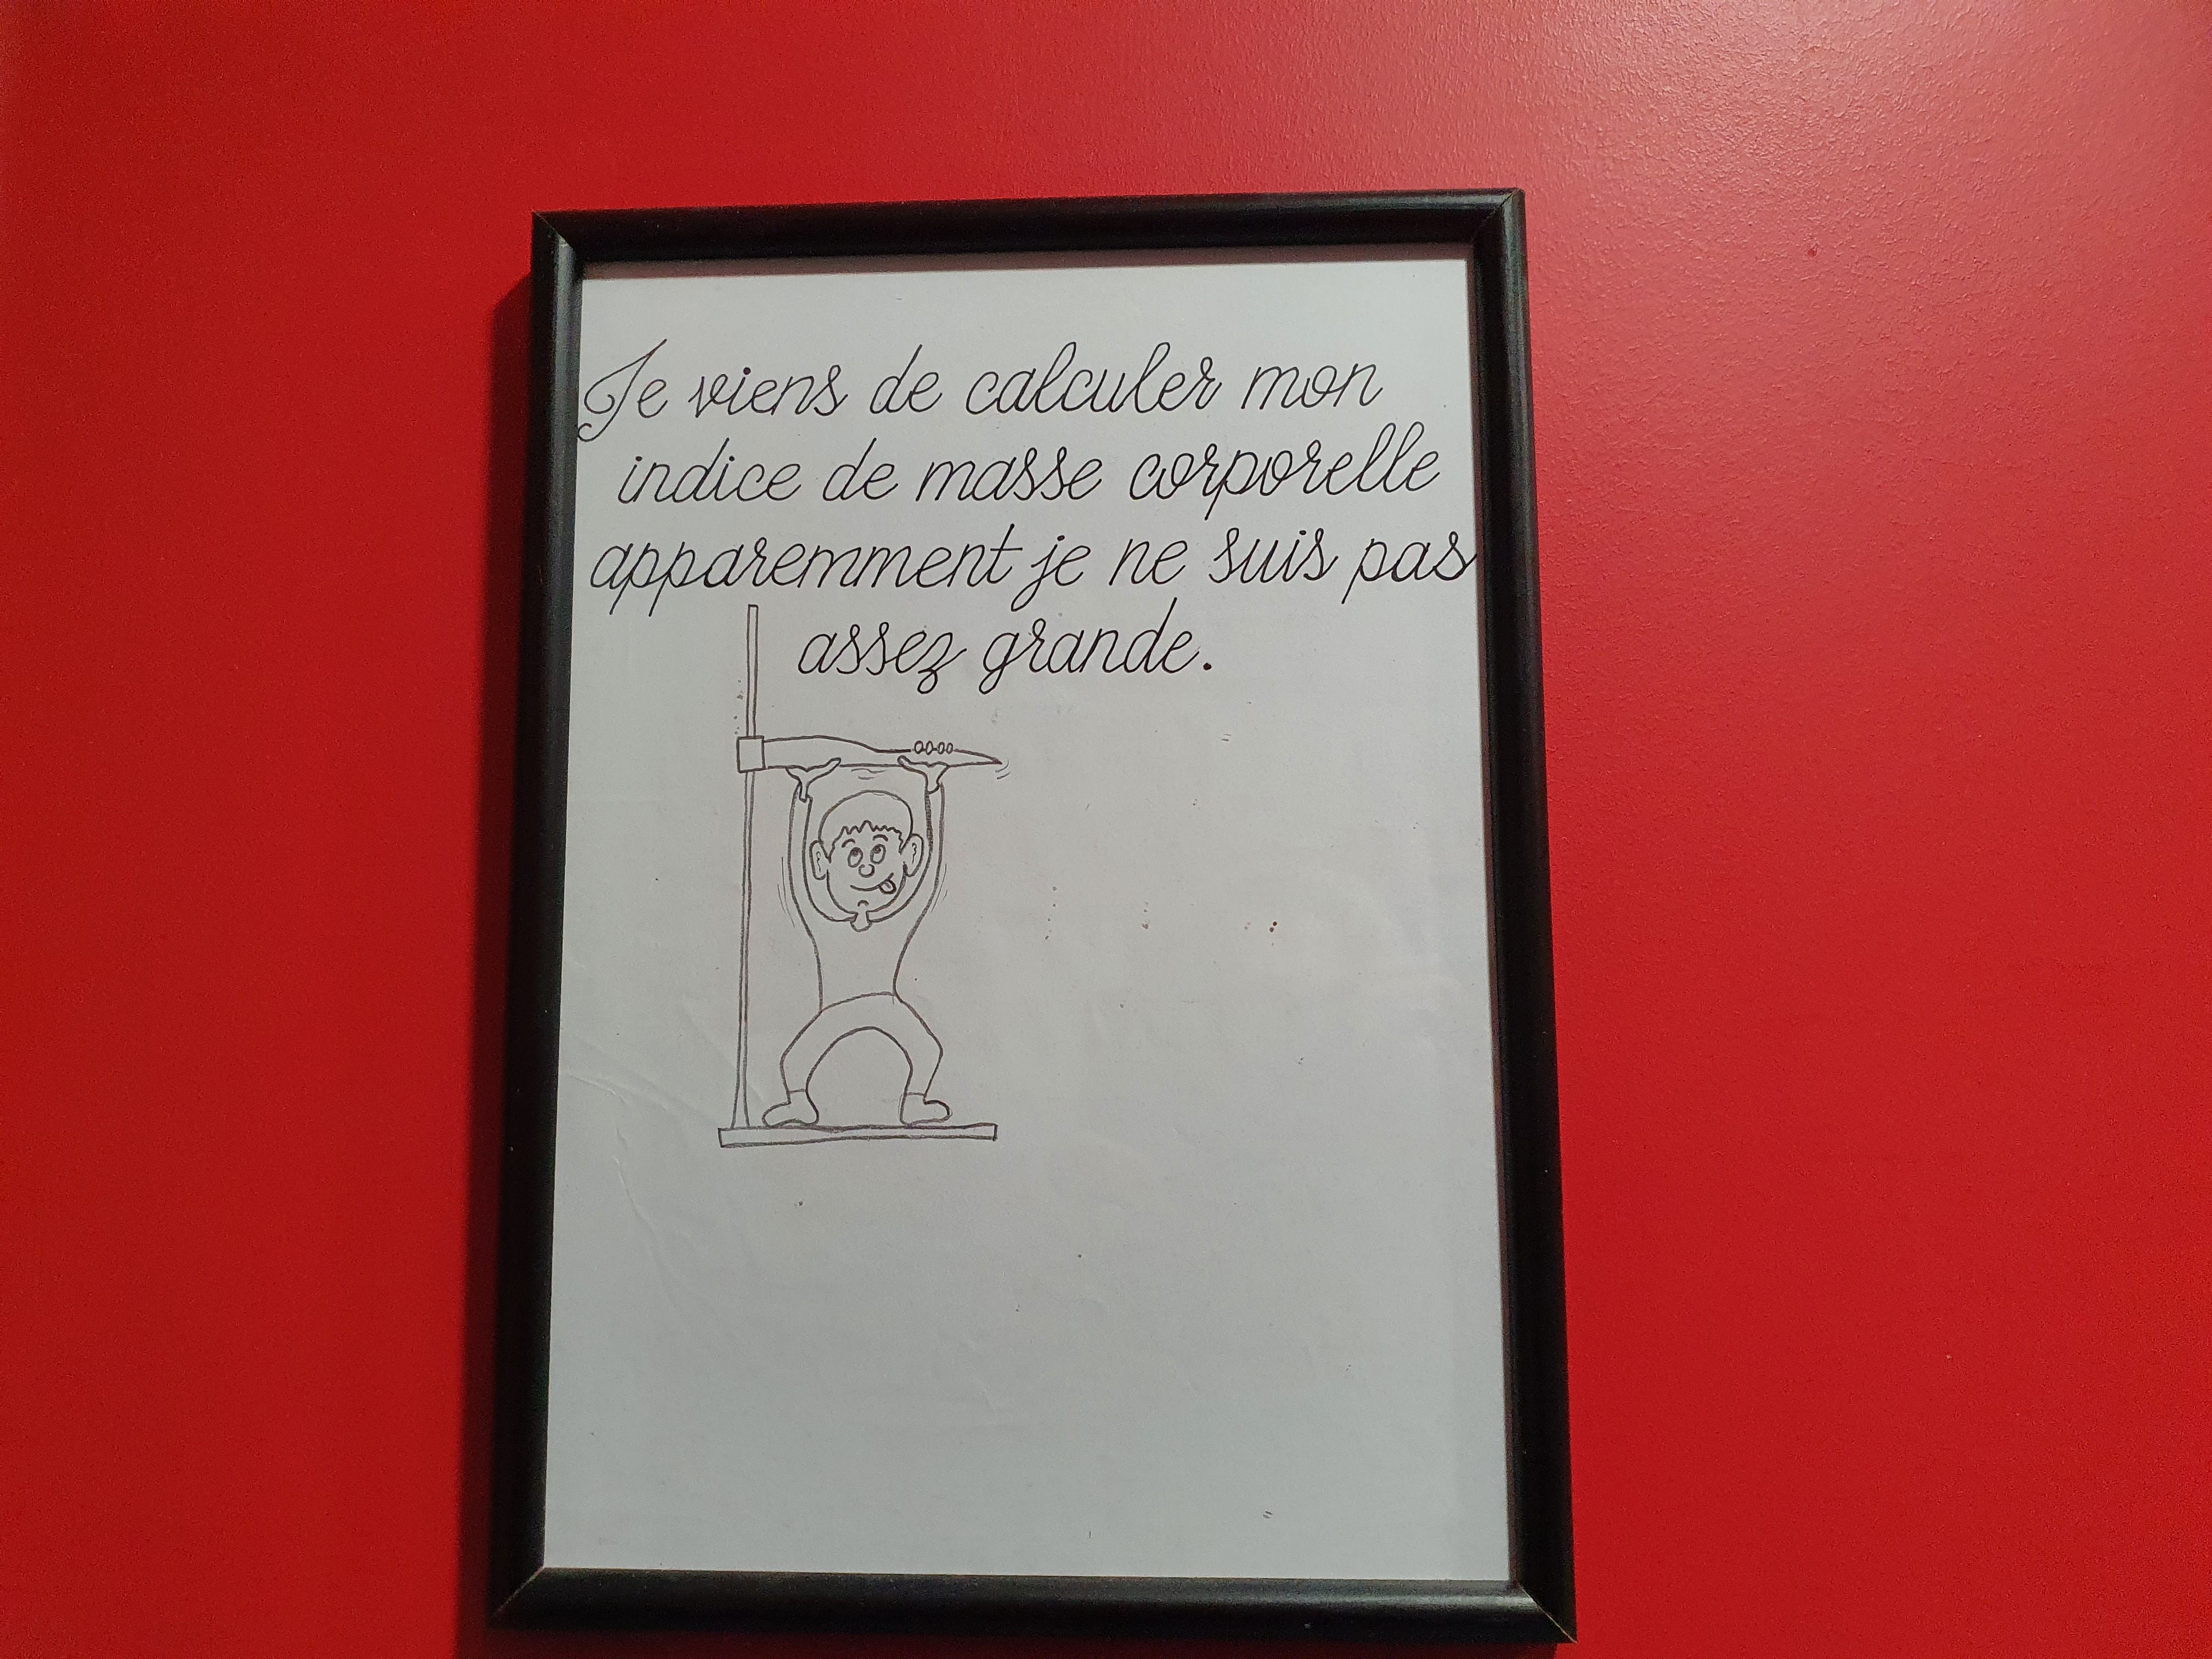 Je viens de calculer mon
indice de masse corporelle
apparemment je ne suis pas
assez grande.